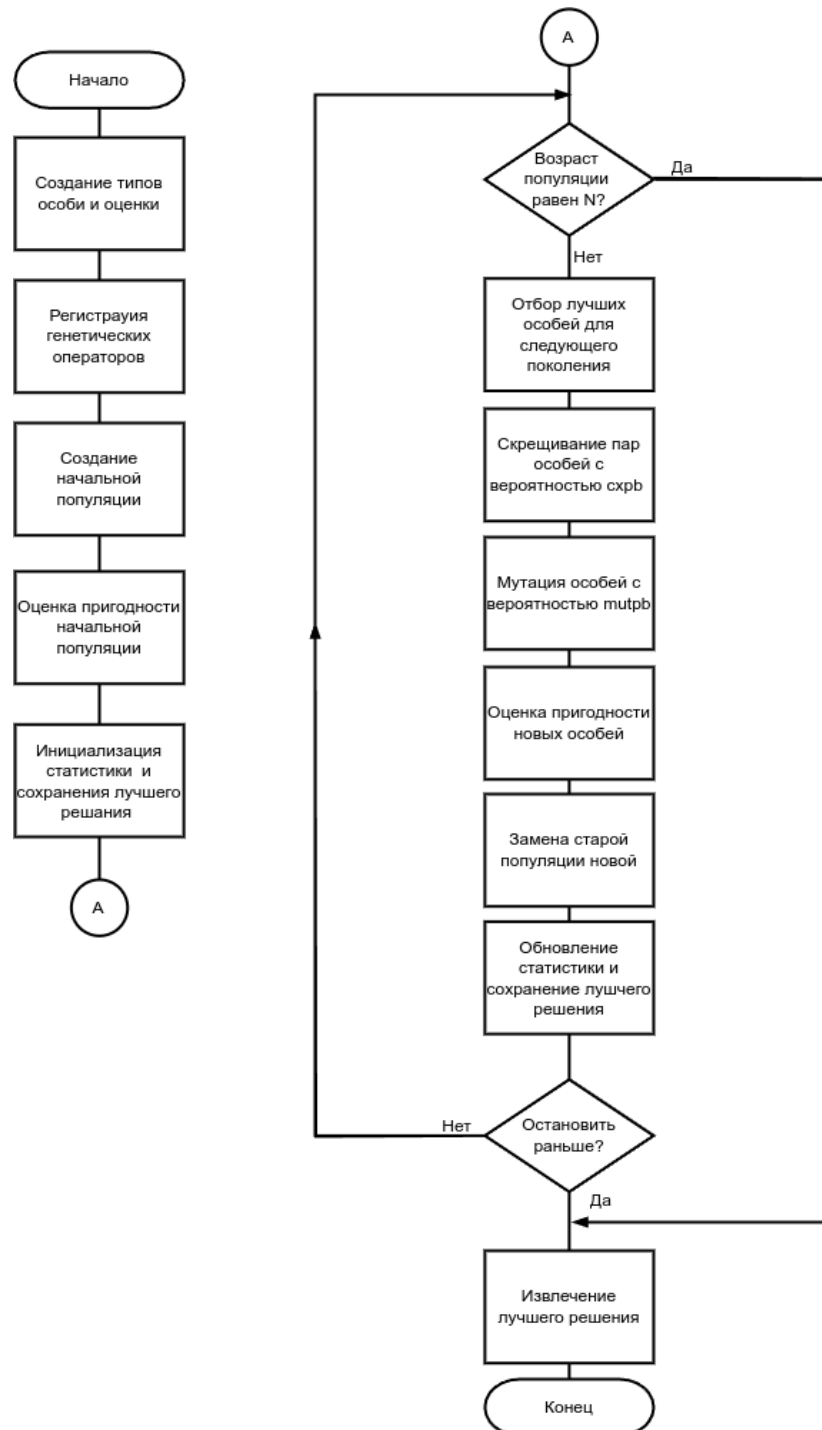 Начало
Создание типов
особи и оценки
Регистрауия
генетических
операторов
Создание
начальной
популяции
Оценка пригодности
начальной
популяции
Инициализация
статистики и
сохранения лучшего
решания
А
А
Возраст
популяции
равен N?
Да
Нет
Отбор лучших
особей для
следующего
поколения
Скрещивание пар
особей с
вероятностью cxpb
Мутация особей с
вероятностью mutpb
Оценка пригодности
новых особей
Замена старой
популяции новой
Обновление
статистики и
сохранение лушчего
решения
Остановить
раньше?
Нет
Да
Извлечение
лучшего решения
Конец